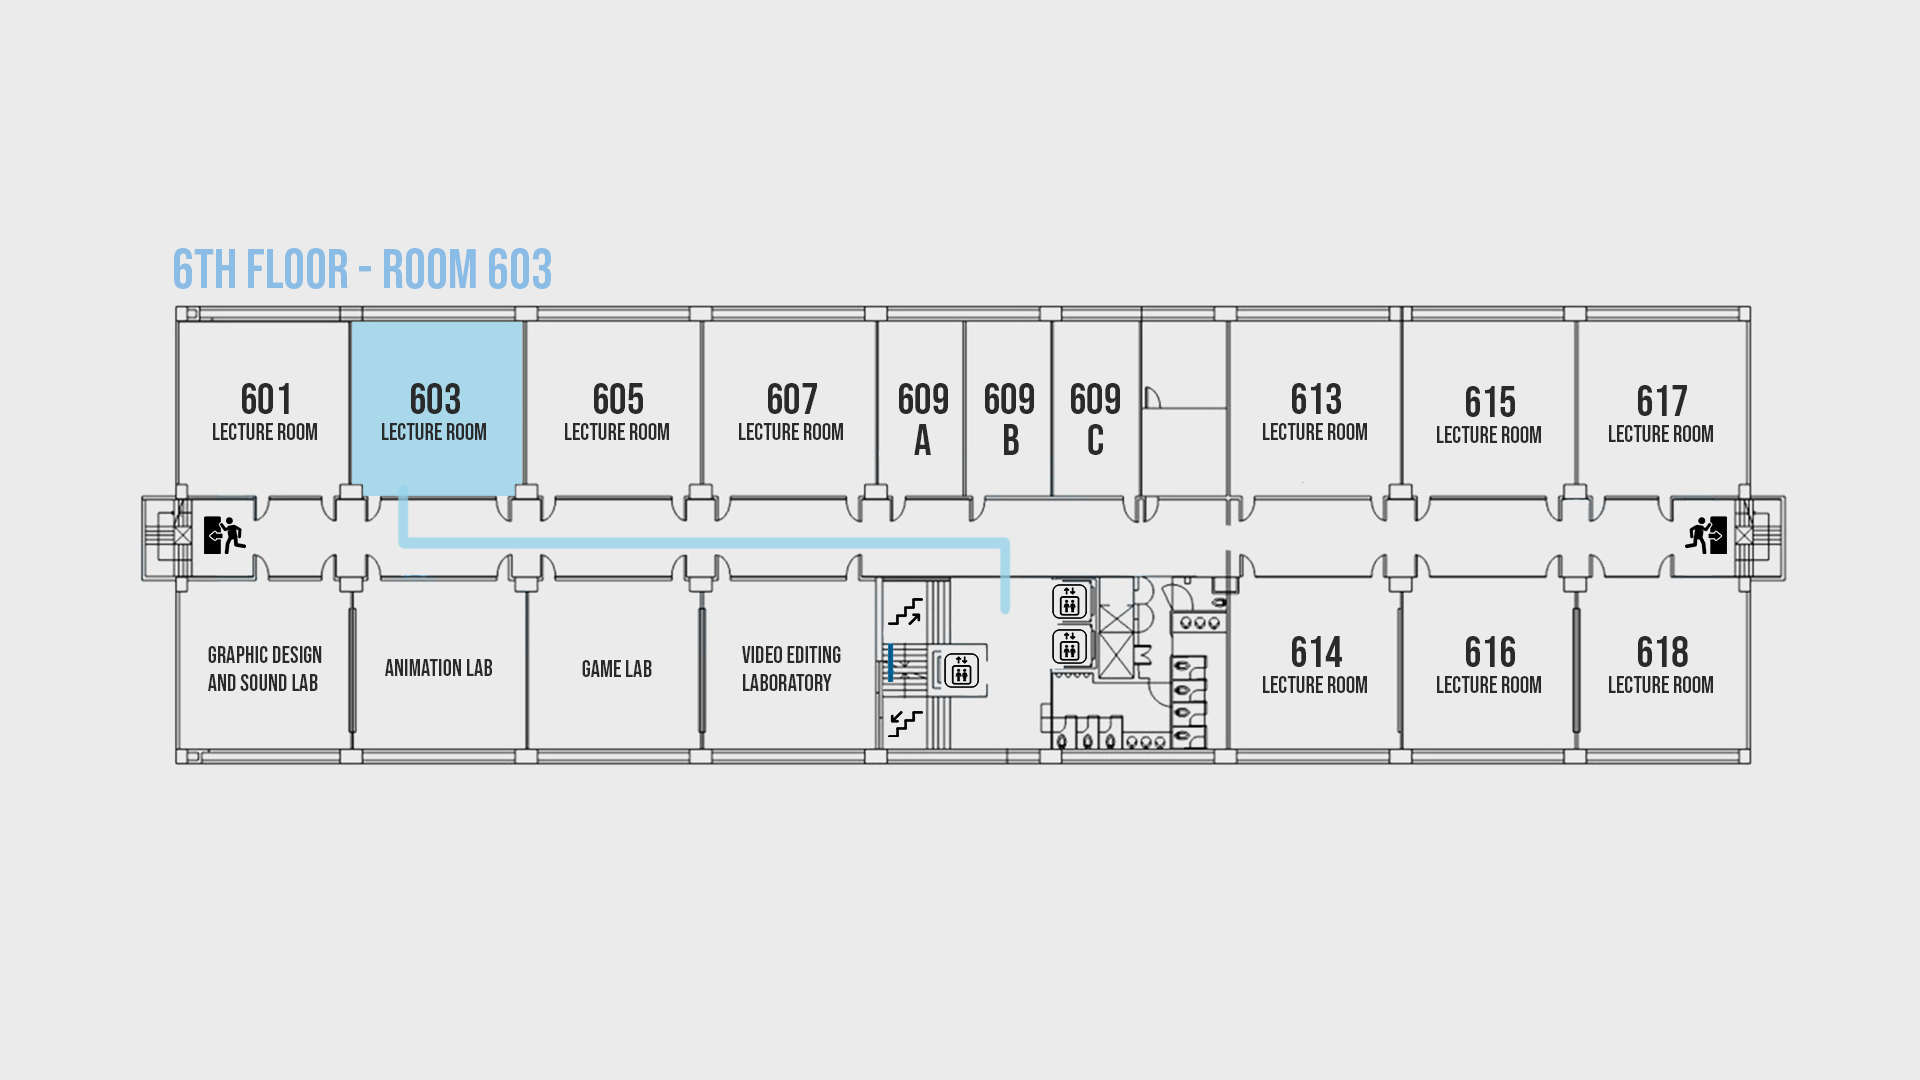 6TH FLOOR - ROOM 603
601
LECTURE ROOM
603
LECTURE ROOM
605
LECTURE ROOM
607
LECTURE ROOM
609
A
609
B
609
C
613
LECTURE ROOM
615
LECTURE ROOM
617
LECTURE ROOM
GRAPHIC DESIGN
AND SOUND LAB
ANIMATION LAB
GAME LAB
VIDEO EDITING
LABORATORY
614
LECTURE ROOM
616
LECTURE ROOM
618
LECTURE ROOM